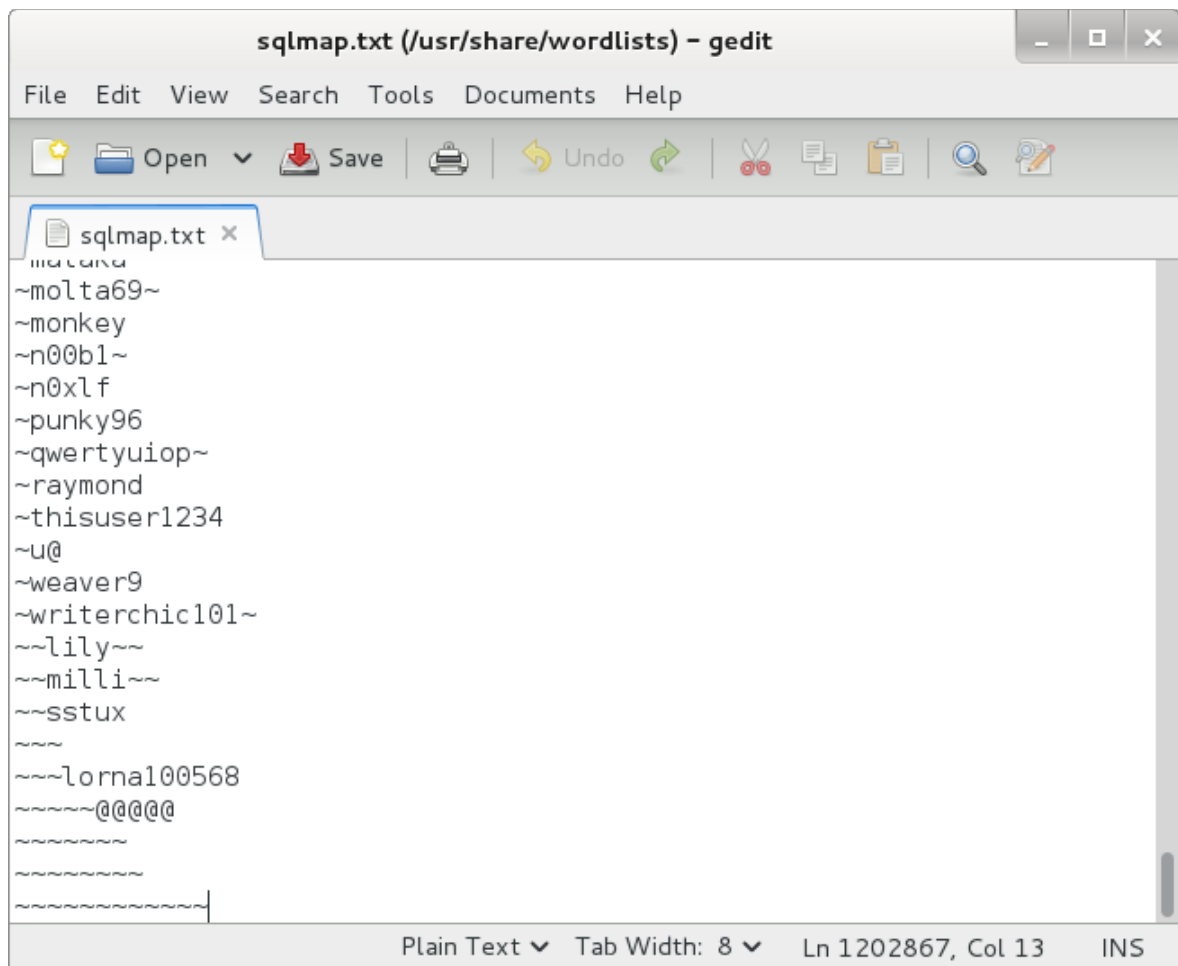 sqlmap.txt (/usr/share/wordlists) – gedit
File Edit View Search Tools Documents Help
Open Save Undo
sqlmap.txt
~molta69~
~monkey
~n00b1~
~n0xlf
~punky96
~qwertyuiop~
~raymond
~thisuser1234
~u@
~weaver9
~writerchic101~
~~lily~~
~~milli~~
~~sstux
~~~
~~~lorna100568
~~~~~@@@@@
~~~~~~~
~~~~~~~~
~~~~~~~~~~~~
Plain Text Tab Width: 8 Ln 1202867, Col 13 INS